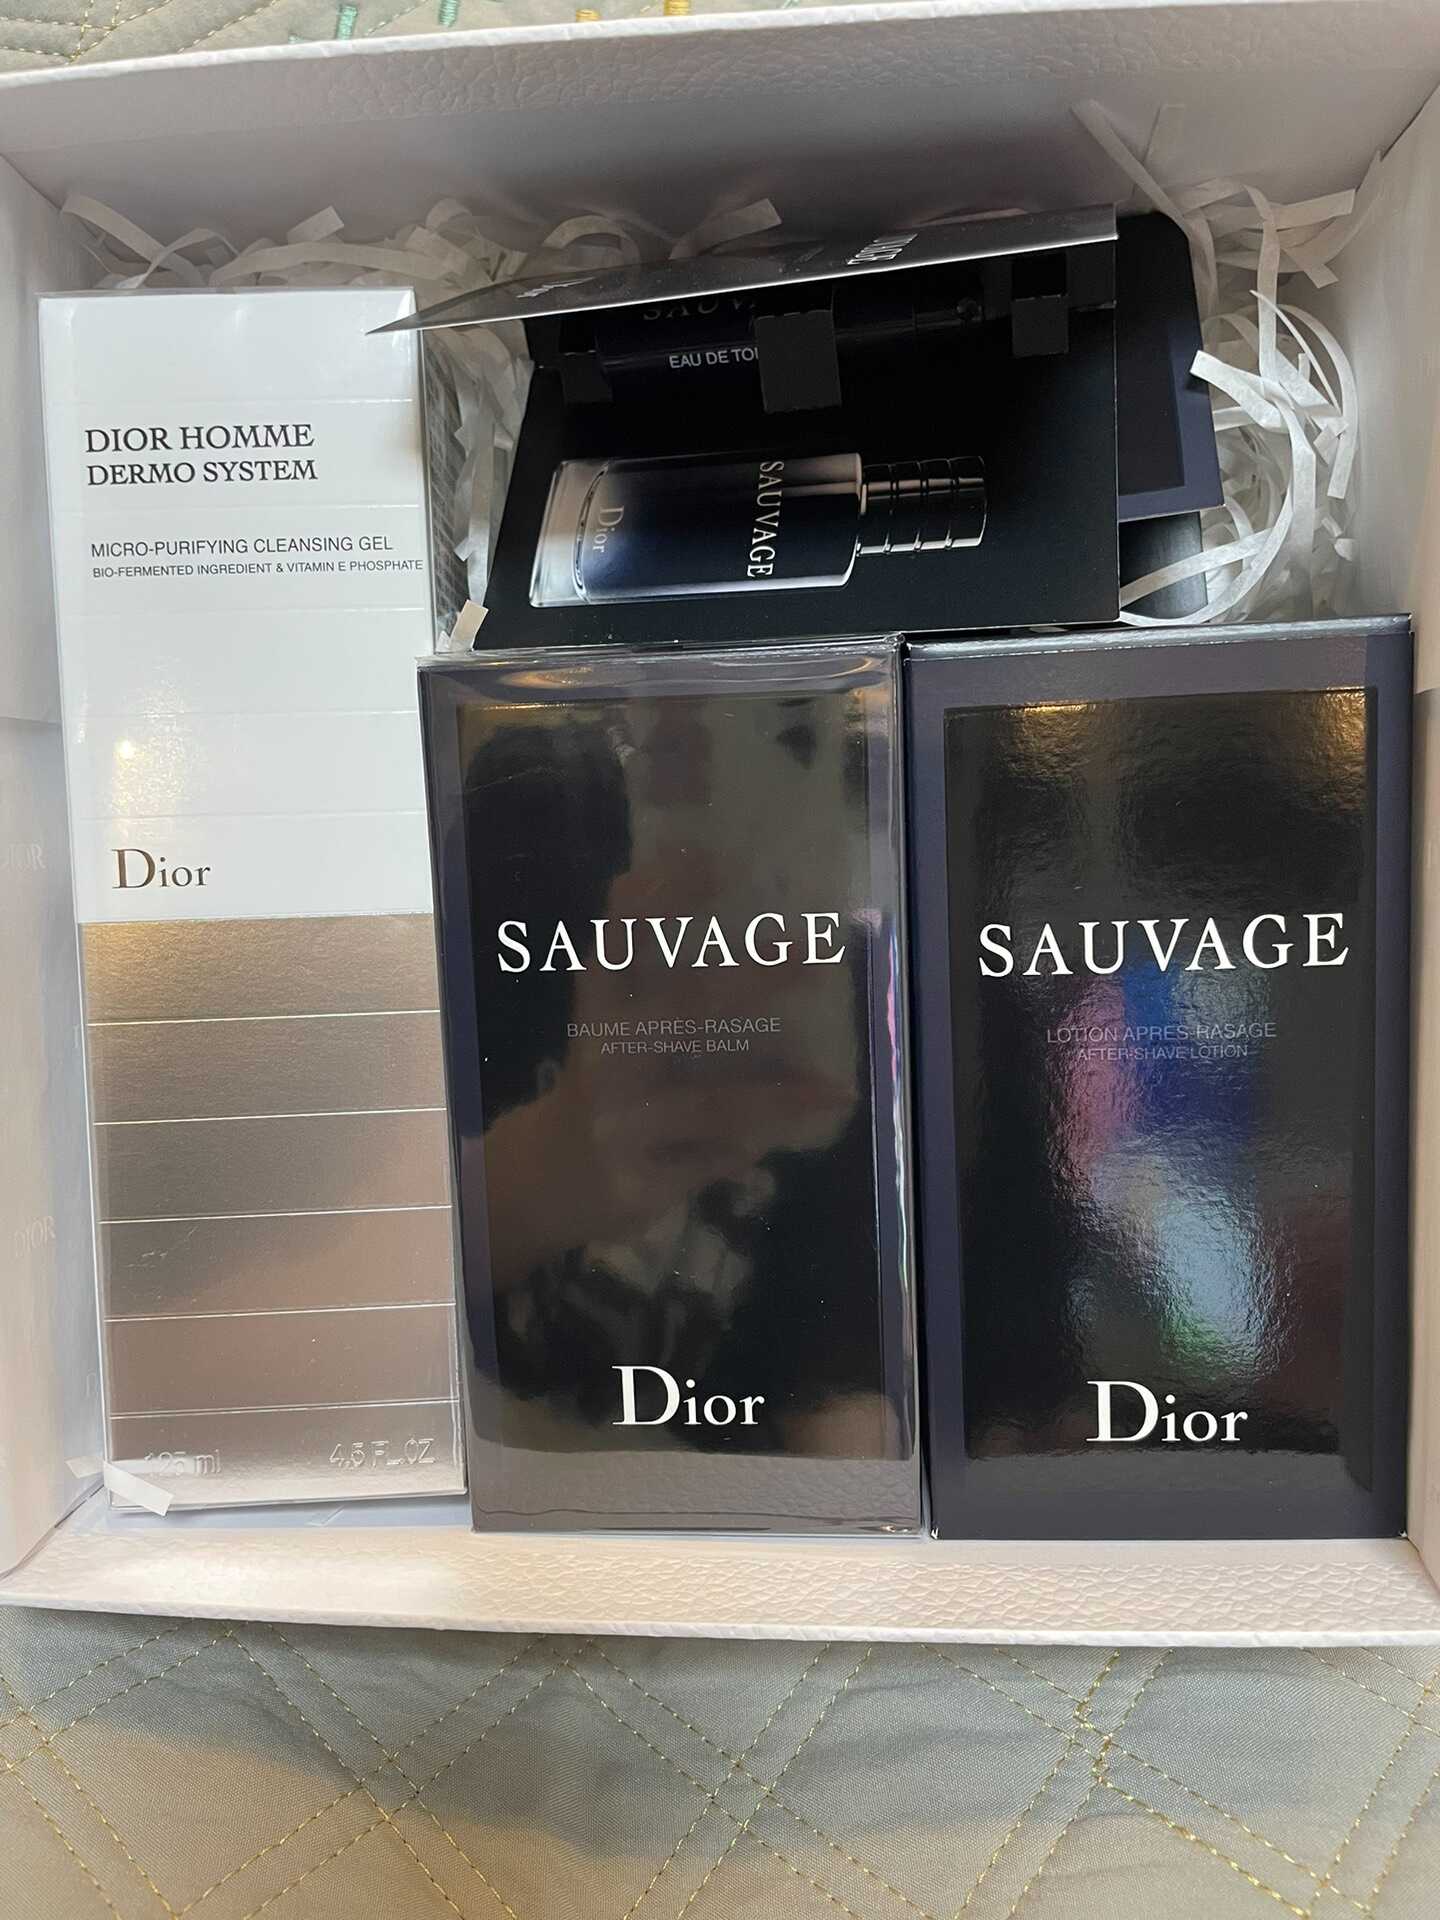 DIOR HOMME
DERMO SYSTEM
MICRO-PURIFYING CLEANSING GEL
BIO-FERMENTED INGREDIENT & VITAMIN E PHOSPHATE
Dior
125 ml 4.5 FL.OZ
EAU DE
SAUVAGE
Dior
SAUVAGE
BAUME APRÈS-RASAGE
AFTER-SHAVE BALM
Dior
SAUVAGE
LOTION APRÈS-RASAGE
AFTER-SHAVE LOTION
Dior
DIOR
DIOR